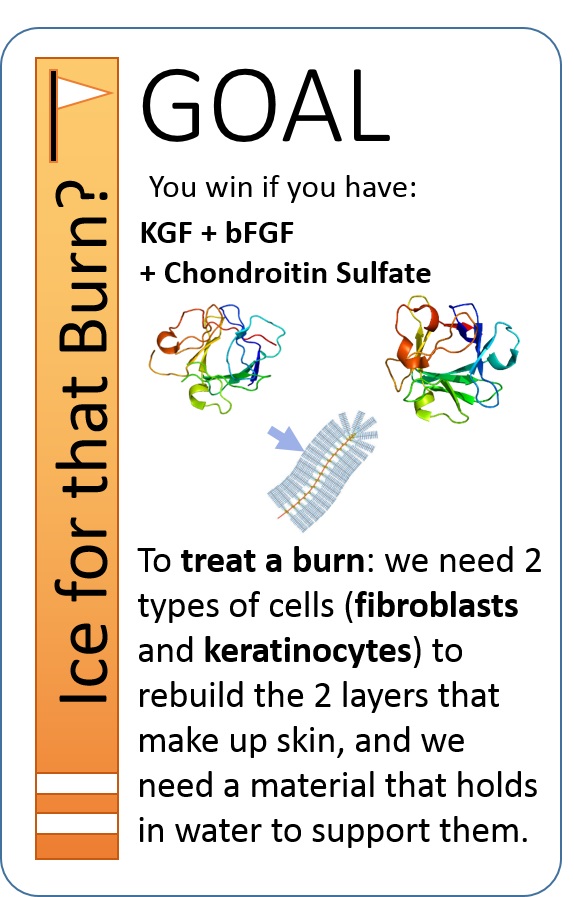 Ice for that Burn?
GOAL
You win if you have:
KGF + bFGF
+ Chondroitin Sulfate
To treat a burn: we need 2
types of cells (fibroblasts
and keratinocytes) to
rebuild the 2 layers that
make up skin, and we
need a material that holds
in water to support them.